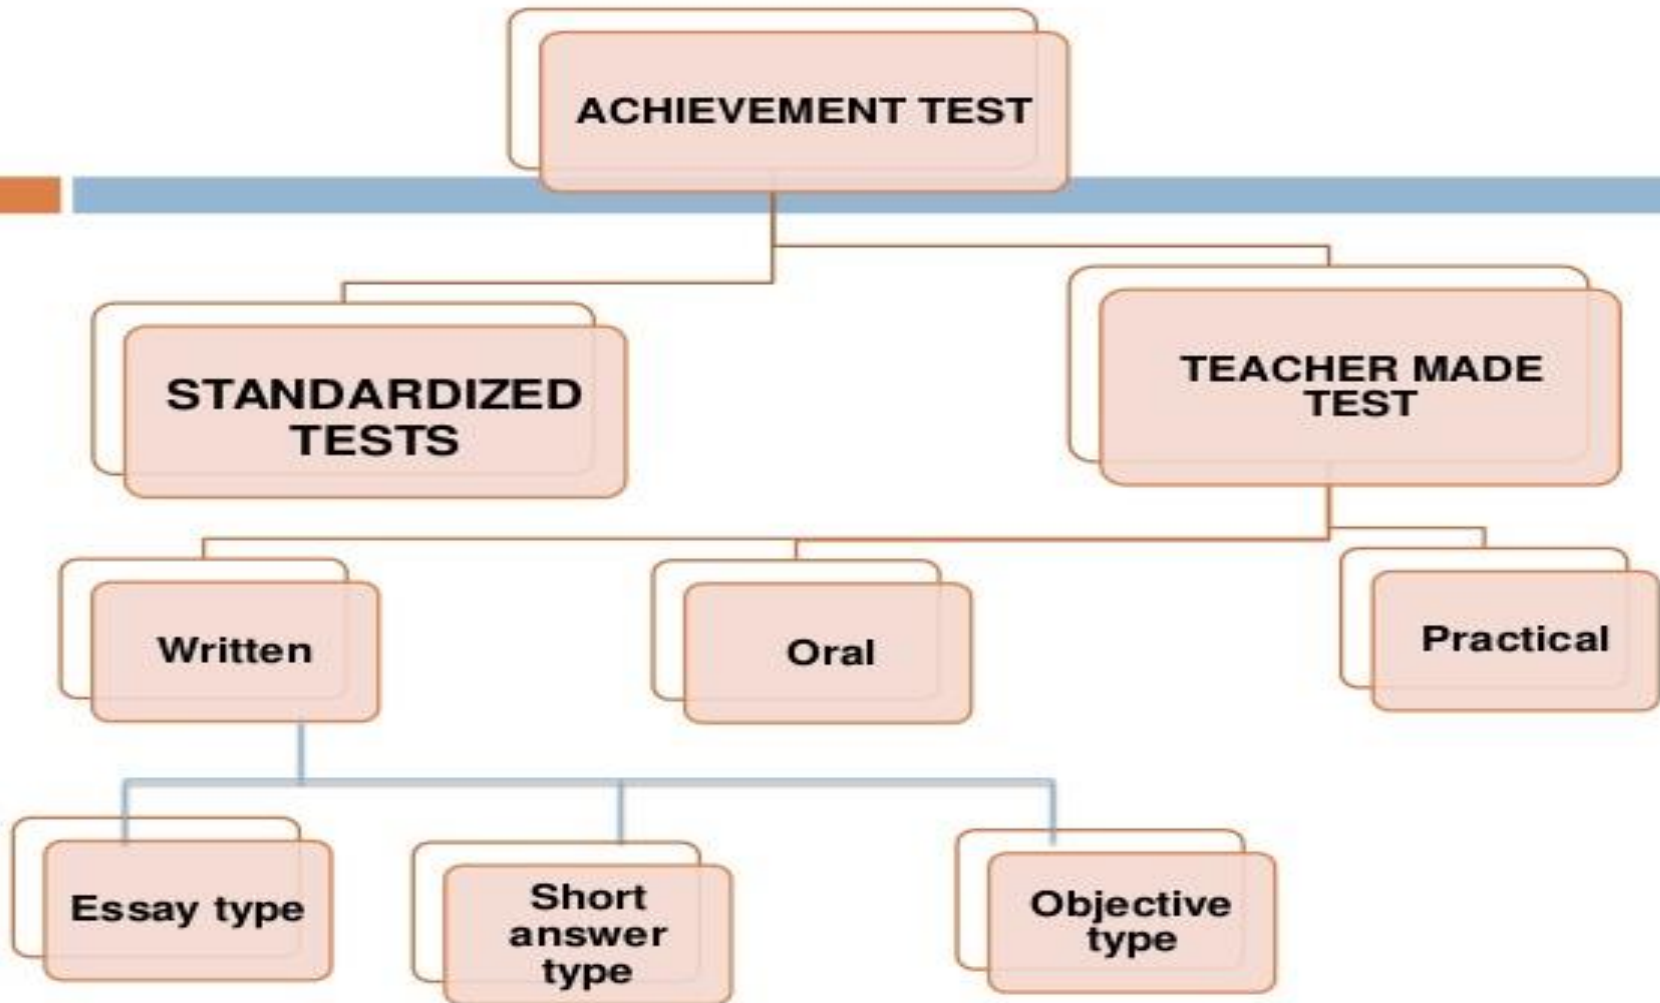 ACHIEVEMENT TEST
STANDARDIZED
TESTS
TEACHER MADE
TEST
Written
Oral
Practical
Essay type
Short
answer
type
Objective
type